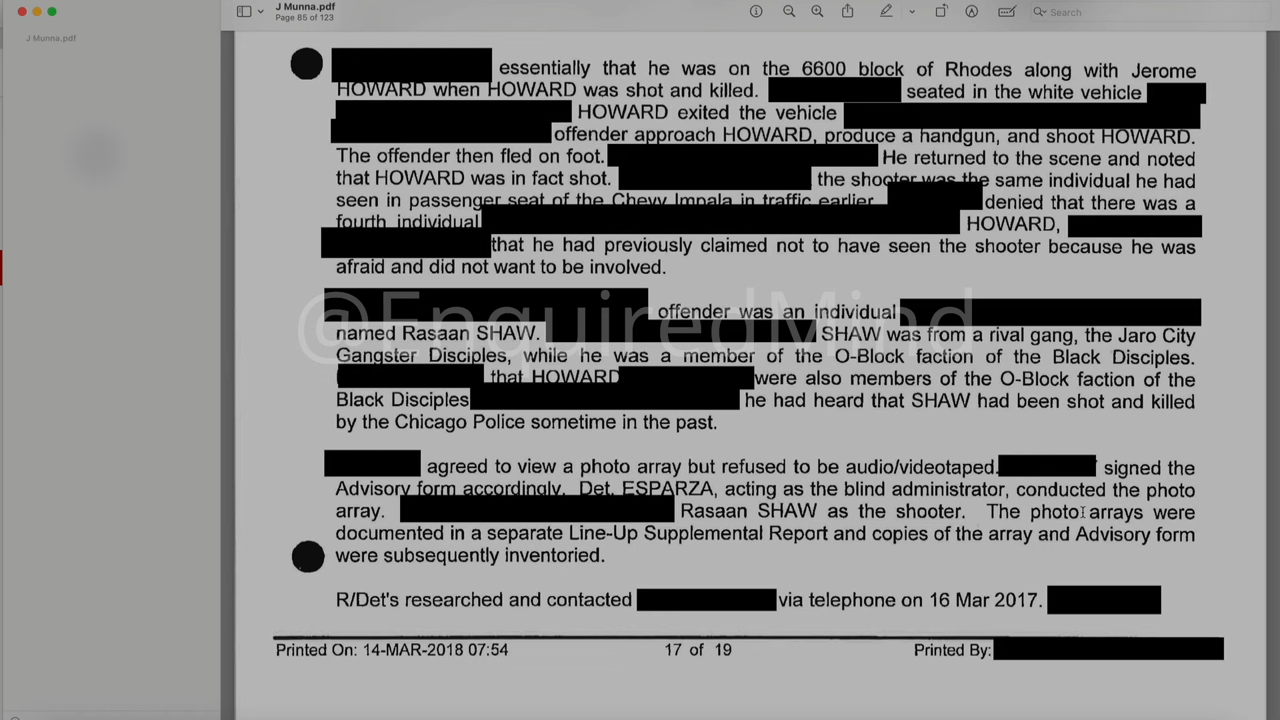 J Munna.pdf
Page 85 of 123
Search
J Munna.pdf
essentially that he was on the 6600 block of Rhodes along with Jerome
HOWARD when HOWARD was shot and killed. seated in the white vehicle
HOWARD exited the vehicle
offender approach HOWARD, produce a handgun, and shoot HOWARD.
The offender then fled on foot. He returned to the scene and noted
that HOWARD was in fact shot. the shooter was the same individual he had
seen in passenger seat of the Chevy Impala in traffic earlier. denied that there was a
fourth individual HOWARD,
that he had previously claimed not to have seen the shooter because he was
afraid and did not want to be involved.
@EnquiredMind
offender was an individual
named Rasaan SHAW. SHAW was from a rival gang, the Jaro City
Gangster Disciples, while he was a member of the O-Block faction of the Black Disciples.
that HOWARD were also members of the O-Block faction of the
Black Disciples he had heard that SHAW had been shot and killed
by the Chicago Police sometime in the past.
agreed to view a photo array but refused to be audio/videotaped. signed the
Advisory form accordingly. Det. ESPARZA, acting as the blind administrator, conducted the photo
array. Rasaan SHAW as the shooter. The photo arrays were
documented in a separate Line-Up Supplemental Report and copies of the array and Advisory form
were subsequently inventoried.
R/Det's researched and contacted via telephone on 16 Mar 2017.
Printed On: 14-MAR-2018 07:54 17 of 19 Printed By: